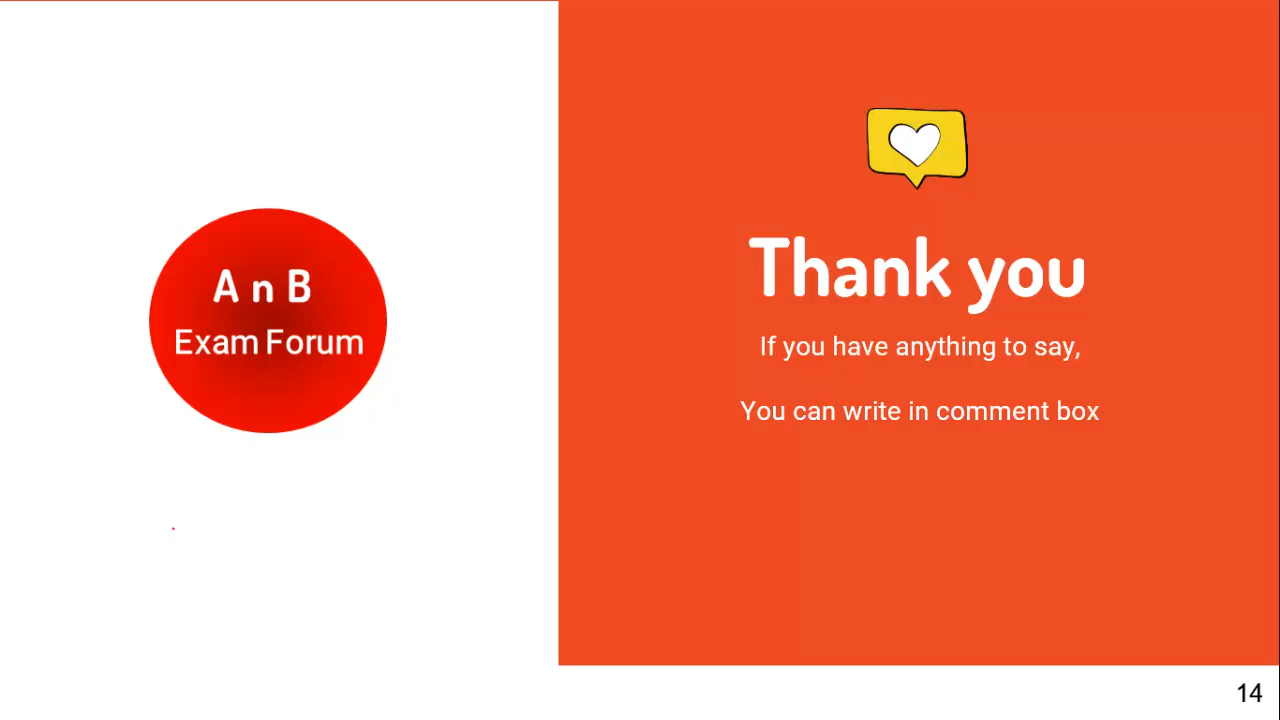 A n B
Exam Forum
Thank you
If you have anything to say,
You can write in comment box
14